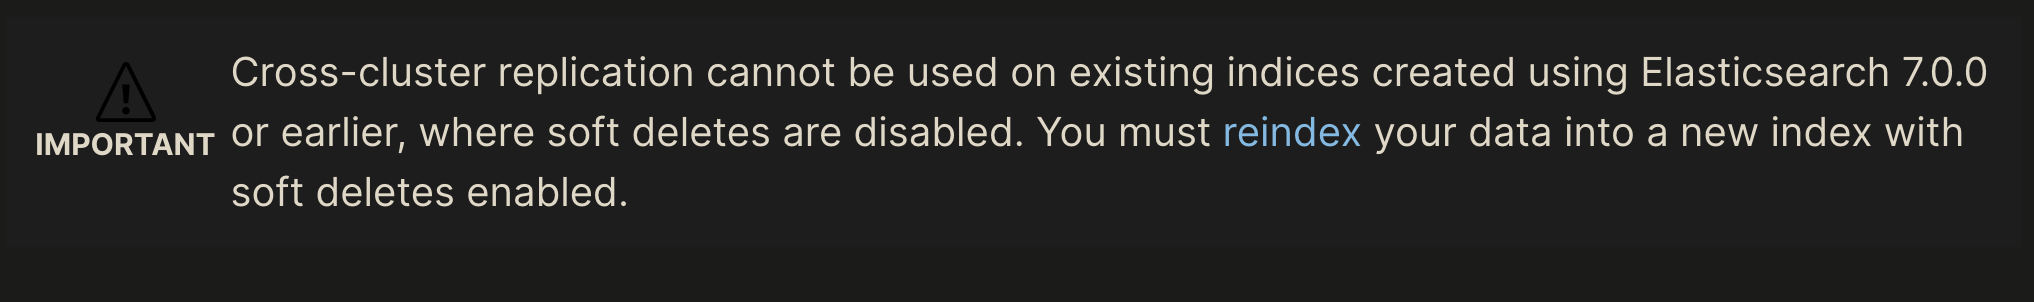 Cross-cluster replication cannot be used on existing indices created using Elasticsearch 7.0.0
IMPORTANT or earlier, where soft deletes are disabled. You must reindex your data into a new index with
soft deletes enabled.